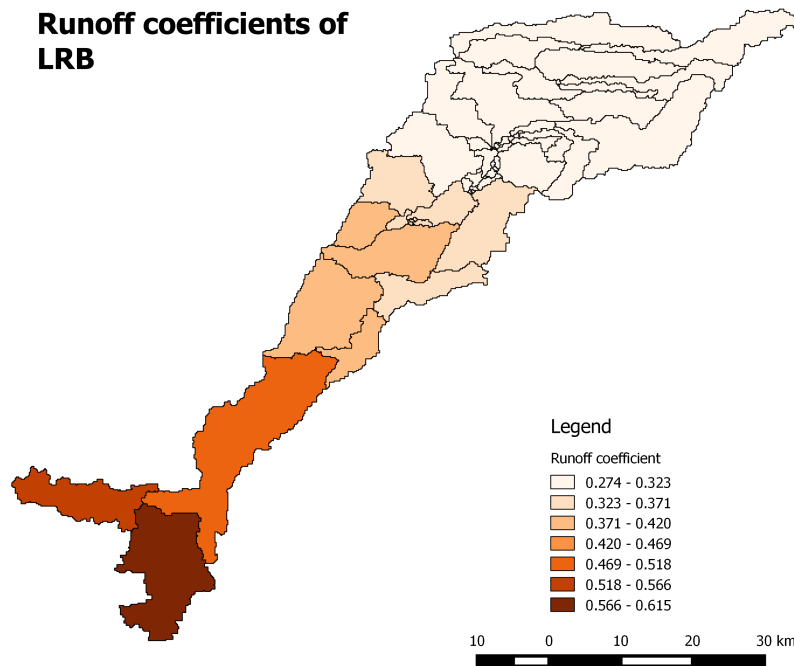 Runoff coefficients of
LRB
Legend
Runoff coefficient
0.274 - 0.323
0.323 - 0.371
0.371 - 0.420
0.420 - 0.469
0.469 - 0.518
0.518 - 0.566
0.566 - 0.615
10 0 10 20 30 km